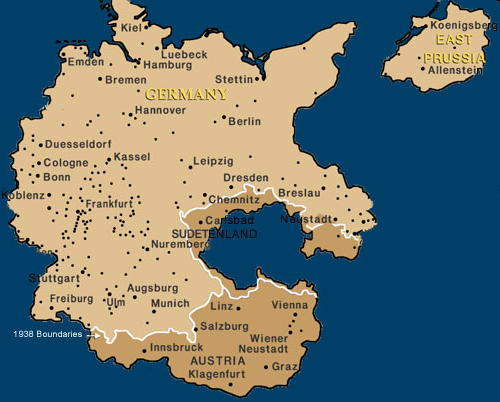 Kiel
Koenigsberg
EAST
PRUSSIA
Allenstein
Luebeck
Emden
Hamburg
Stettin
Bremen
GERMANY
Hannover
Berlin
Duesseldorf
Kassel
Cologne
Leipzig
Bonn
Dresden
Koblenz
Chemnitz
Breslau
Frankfurt
Carlsbad
Neustadt
SUDETENLAND
Nuremberg
Stuttgart
Augsburg
Freiburg
Ulm
Munich
Linz
Vienna
1938 Boundaries
Salzburg
Wiener
Neustadt
Innsbruck
AUSTRIA
Graz
Klagenfurt